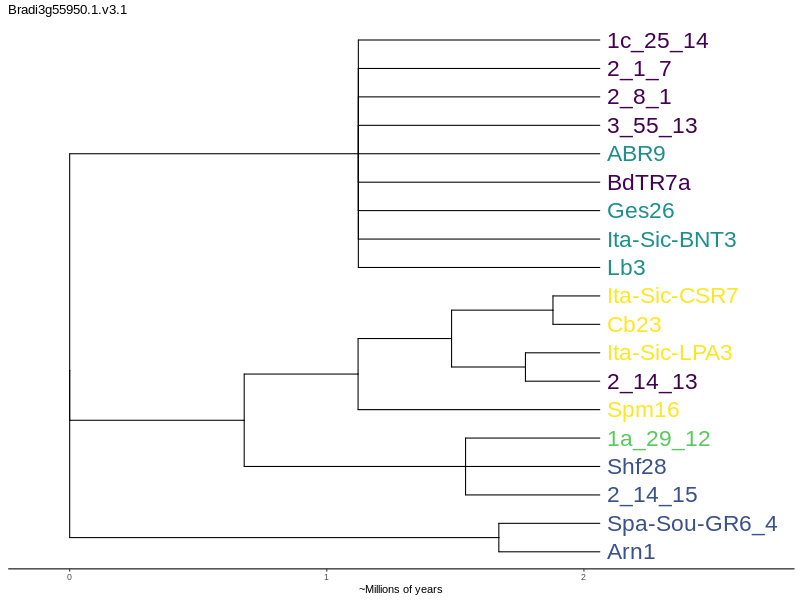 Bradi3g55950.1.v3.1
1c_25_14
2_1_7
2_8_1
3_55_13
ABR9
BdTR7a
Ges26
Ita-Sic-BNT3
Lb3
Ita-Sic-CSR7
Cb23
Ita-Sic-LPA3
2_14_13
Spm16
1a_29_12
Shf28
2_14_15
Spa-Sou-GR6_4
Arn1
0 1 2
~Millions of years